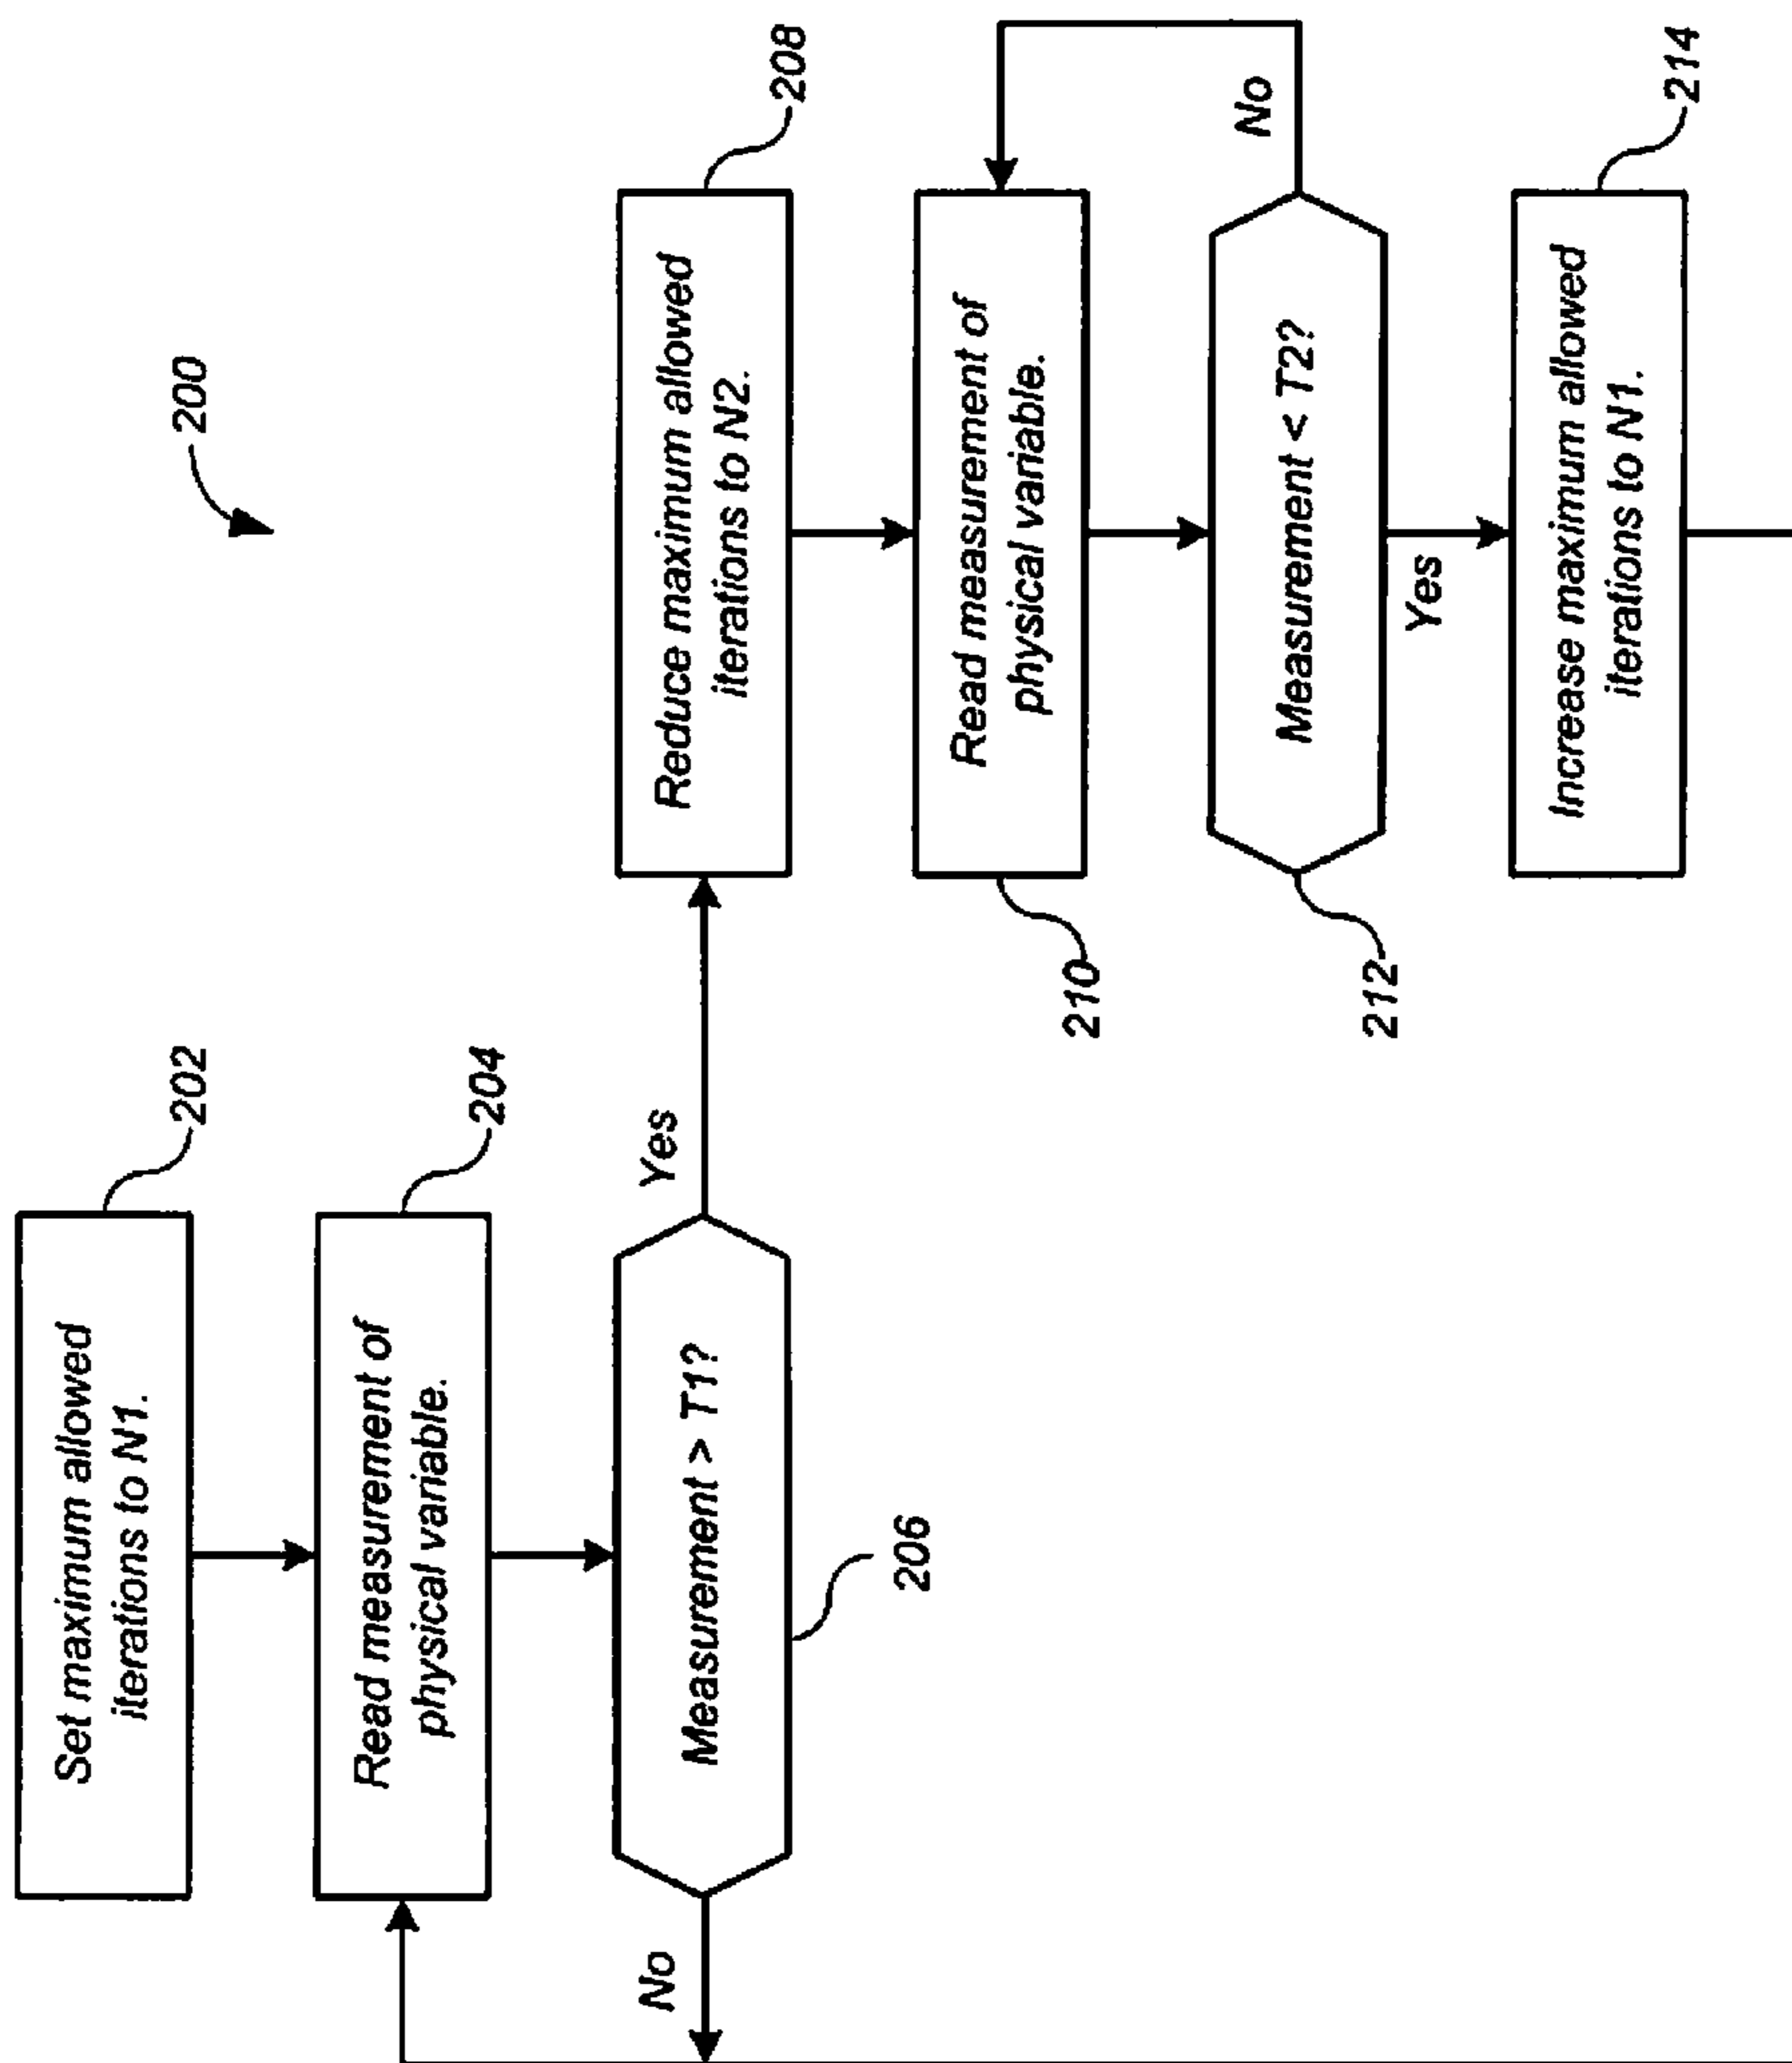 200
Set maximum allowed
iterations to N1.
202
Read measurement of
physical variable.
204
Measurement > T1?
206
No
Yes
Reduce maximum allowed
iterations to N2.
208
Read measurement of
physical variable.
210
Measurement < T2?
212
No
Yes
Increase maximum allowed
iterations to N1.
214